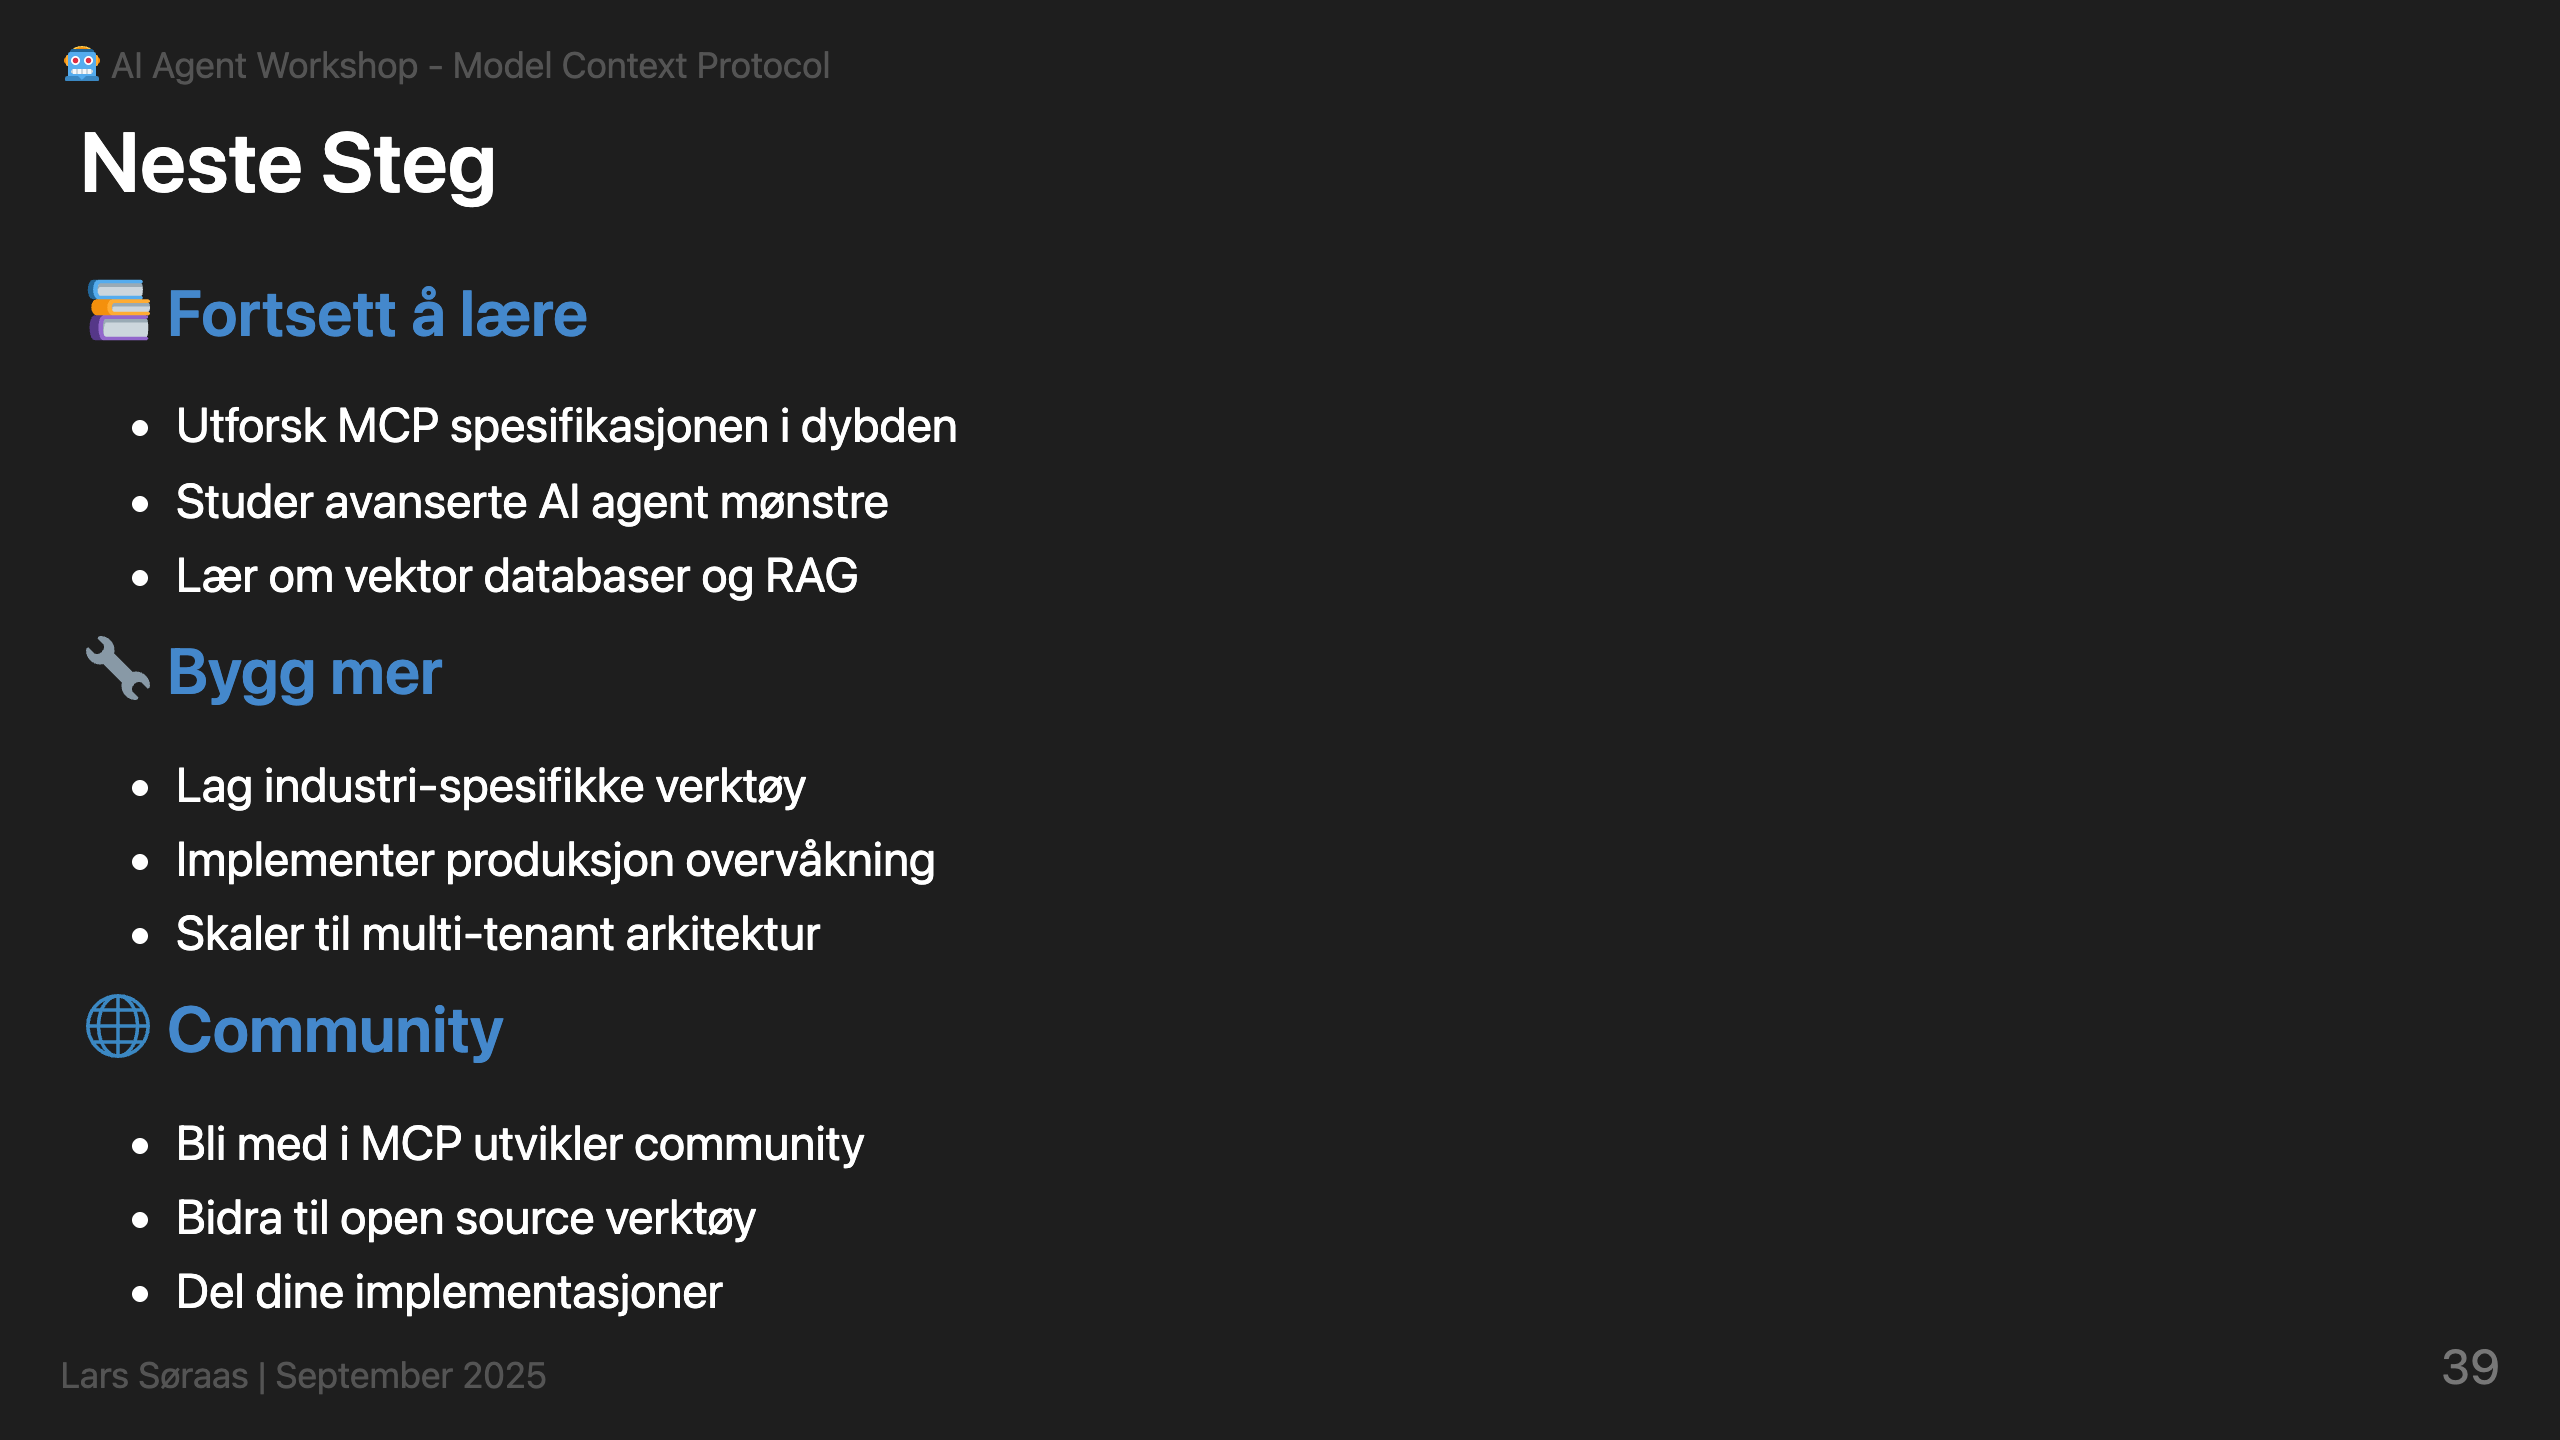 AI Agent Workshop - Model Context Protocol
Neste Steg
Fortsett å lære
• Utforsk MCP spesifikasjonen i dybden
• Studer avanserte AI agent mønstre
• Lær om vektor databaser og RAG
Bygg mer
• Lag industri-spesifikke verktøy
• Implementer produksjon overvåkning
• Skaler til multi-tenant arkitektur
Community
• Bli med i MCP utvikler community
• Bidra til open source verktøy
• Del dine implementasjoner
Lars Søraas | September 2025
39